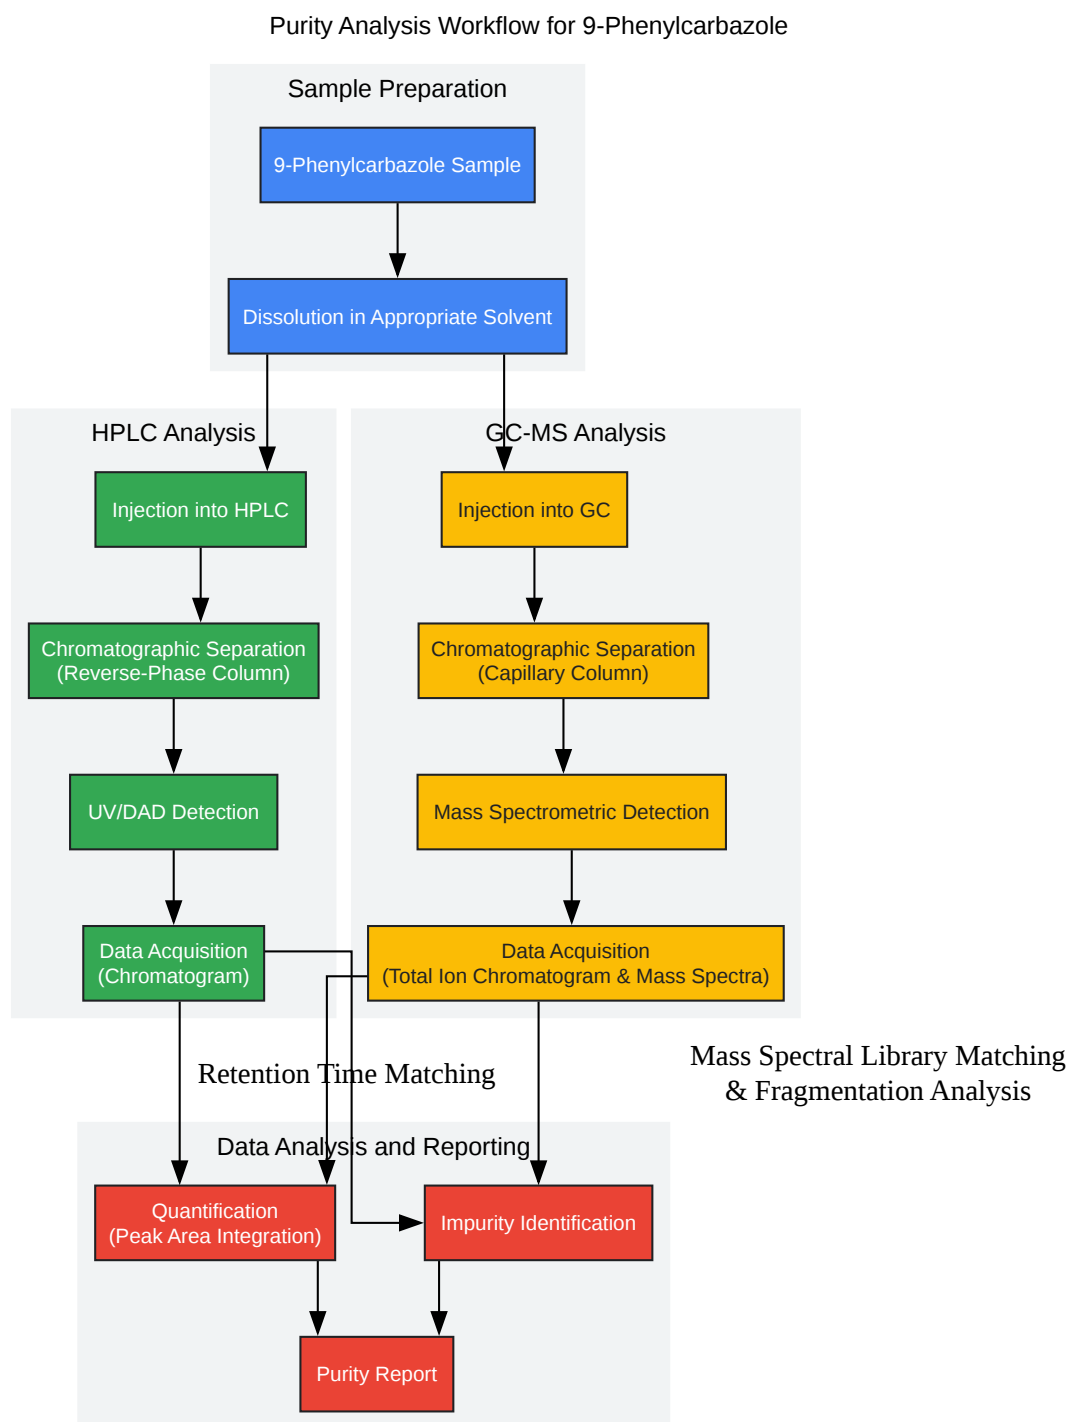 Purity Analysis Workflow for 9-Phenylcarbazole
Sample Preparation
9-Phenylcarbazole Sample
Dissolution in Appropriate Solvent
HPLC Analysis
Injection into HPLC
Chromatographic Separation
(Reverse-Phase Column)
UV/DAD Detection
Data Acquisition
(Chromatogram)
GC-MS Analysis
Injection into GC
Chromatographic Separation
(Capillary Column)
Mass Spectrometric Detection
Data Acquisition
(Total Ion Chromatogram & Mass Spectra)
Retention Time Matching
Mass Spectral Library Matching
& Fragmentation Analysis
Data Analysis and Reporting
Quantification
(Peak Area Integration)
Impurity Identification
Purity Report